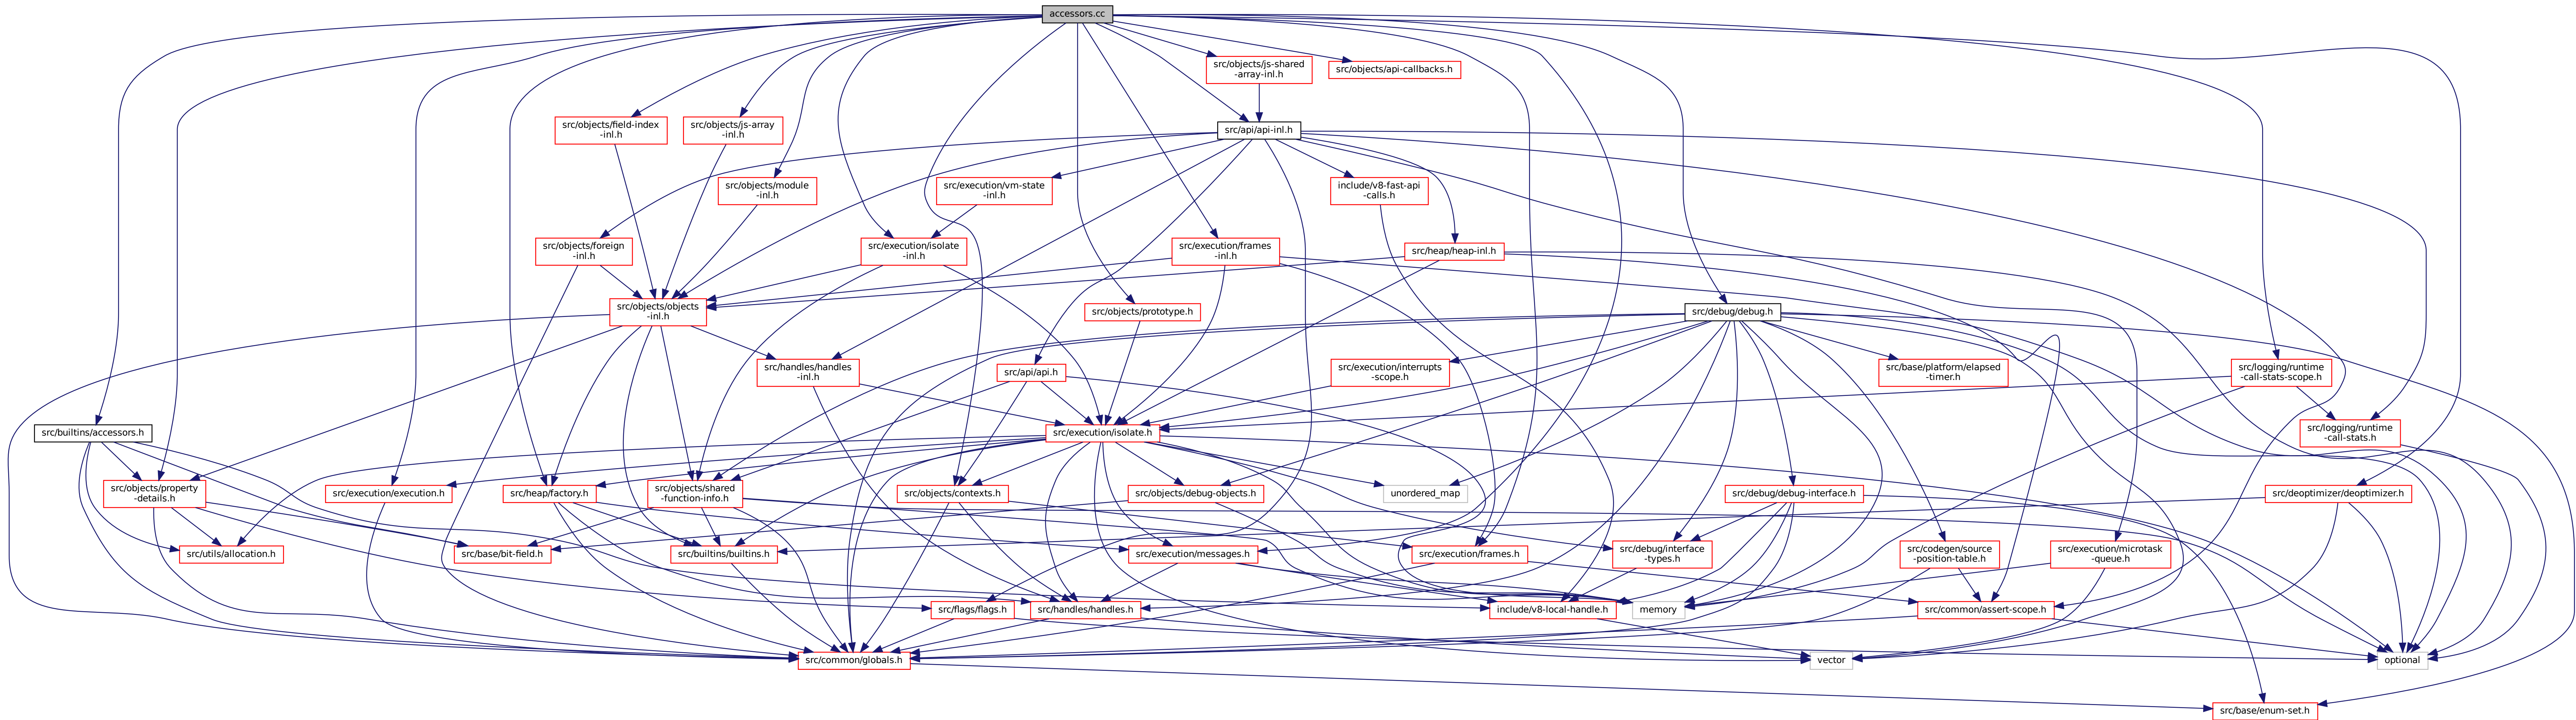 accessors.cc
src/objects/js-shared
-array-inl.h
src/objects/api-callbacks.h
src/objects/field-index
-inl.h
src/objects/js-array
-inl.h
src/api/api-inl.h
src/objects/module
-inl.h
src/execution/vm-state
-inl.h
include/v8-fast-api
-calls.h
src/objects/foreign
-inl.h
src/execution/isolate
-inl.h
src/execution/frames
-inl.h
src/heap/heap-inl.h
src/objects/objects
-inl.h
src/objects/prototype.h
src/debug/debug.h
src/handles/handles
-inl.h
src/api/api.h
src/execution/interrupts
-scope.h
src/base/platform/elapsed
-timer.h
src/logging/runtime
-call-stats-scope.h
src/builtins/accessors.h
src/execution/isolate.h
src/logging/runtime
-call-stats.h
src/objects/property
-details.h
src/execution/execution.h
src/heap/factory.h
src/objects/shared
-function-info.h
src/objects/contexts.h
src/objects/debug-objects.h
unordered_map
src/debug/debug-interface.h
src/deoptimizer/deoptimizer.h
src/utils/allocation.h
src/base/bit-field.h
src/builtins/builtins.h
src/execution/messages.h
src/execution/frames.h
src/debug/interface
-types.h
src/codegen/source
-position-table.h
src/execution/microtask
-queue.h
src/flags/flags.h
src/handles/handles.h
include/v8-local-handle.h
memory
src/common/assert-scope.h
src/common/globals.h
vector
optional
src/base/enum-set.h